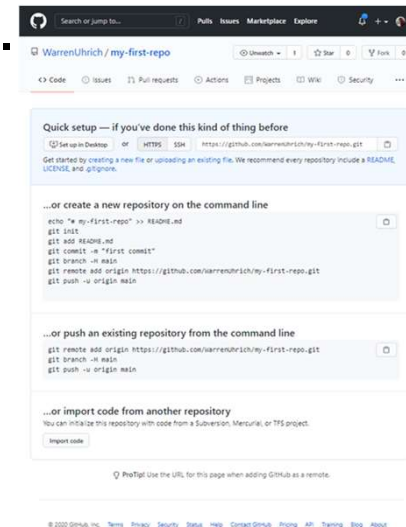 Search or jump to... / Pulls Issues Marketplace Explore
WarrenUhrich / my-first-repo Unwatch 1 Star 0 Fork 0
Code Issues Pull requests Actions Projects Wiki Security ...
Quick setup — if you've done this kind of thing before
Set up in Desktop or HTTPS SSH https://github.com/WarrenUhrich/my-first-repo.git
Get started by creating a new file or uploading an existing file. We recommend every repository include a README,
LICENSE, and .gitignore.
...or create a new repository on the command line
echo "# my-first-repo" >> README.md
git init
git add README.md
git commit -m "first commit"
git branch -M main
git remote add origin https://github.com/WarrenUhrich/my-first-repo.git
git push -u origin main
...or push an existing repository from the command line
git remote add origin https://github.com/WarrenUhrich/my-first-repo.git
git branch -M main
git push -u origin main
...or import code from another repository
You can initialize this repository with code from a Subversion, Mercurial, or TFS project.
Import code
ProTip! Use the URL for this page when adding GitHub as a remote.
© 2020 GitHub, Inc. Terms Privacy Security Status Help Contact GitHub Pricing API Training Blog About